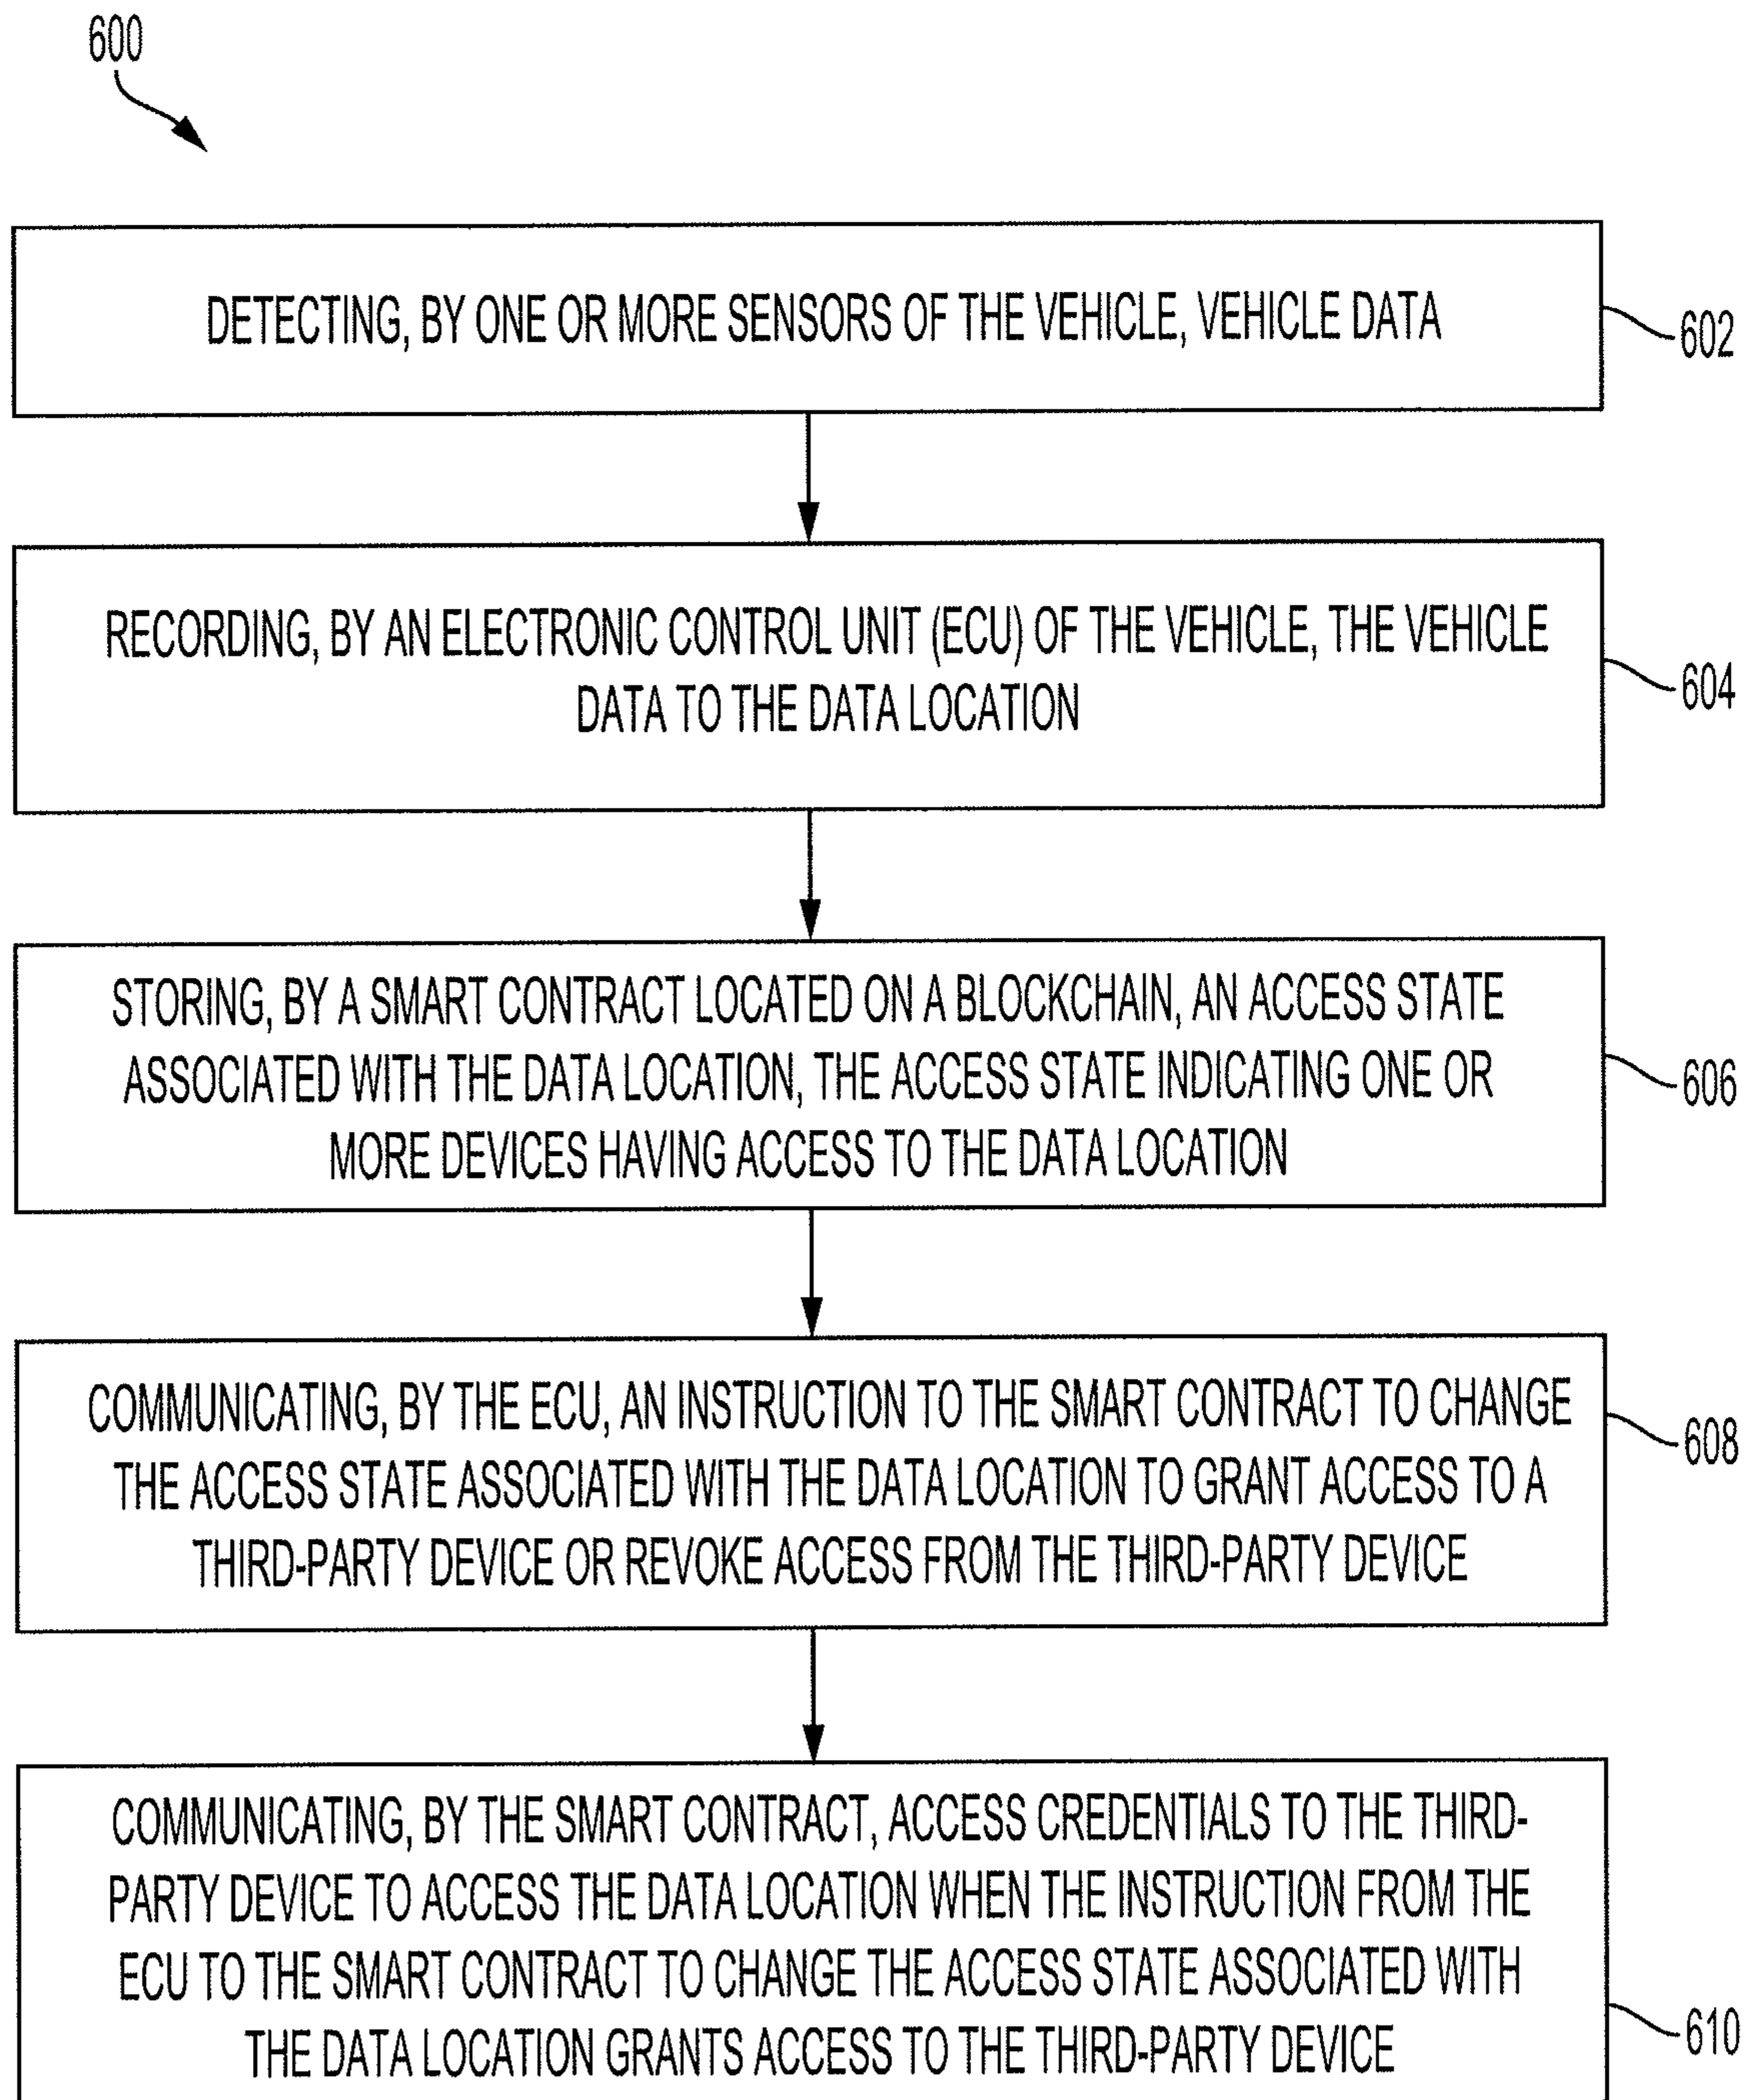 600
DETECTING, BY ONE OR MORE SENSORS OF THE VEHICLE, VEHICLE DATA
602
RECORDING, BY AN ELECTRONIC CONTROL UNIT (ECU) OF THE VEHICLE, THE VEHICLE
DATA TO THE DATA LOCATION
604
STORING, BY A SMART CONTRACT LOCATED ON A BLOCKCHAIN, AN ACCESS STATE
ASSOCIATED WITH THE DATA LOCATION, THE ACCESS STATE INDICATING ONE OR
MORE DEVICES HAVING ACCESS TO THE DATA LOCATION
606
COMMUNICATING, BY THE ECU, AN INSTRUCTION TO THE SMART CONTRACT TO CHANGE
THE ACCESS STATE ASSOCIATED WITH THE DATA LOCATION TO GRANT ACCESS TO A
THIRD-PARTY DEVICE OR REVOKE ACCESS FROM THE THIRD-PARTY DEVICE
608
COMMUNICATING, BY THE SMART CONTRACT, ACCESS CREDENTIALS TO THE THIRD-
PARTY DEVICE TO ACCESS THE DATA LOCATION WHEN THE INSTRUCTION FROM THE
ECU TO THE SMART CONTRACT TO CHANGE THE ACCESS STATE ASSOCIATED WITH
THE DATA LOCATION GRANTS ACCESS TO THE THIRD-PARTY DEVICE
610